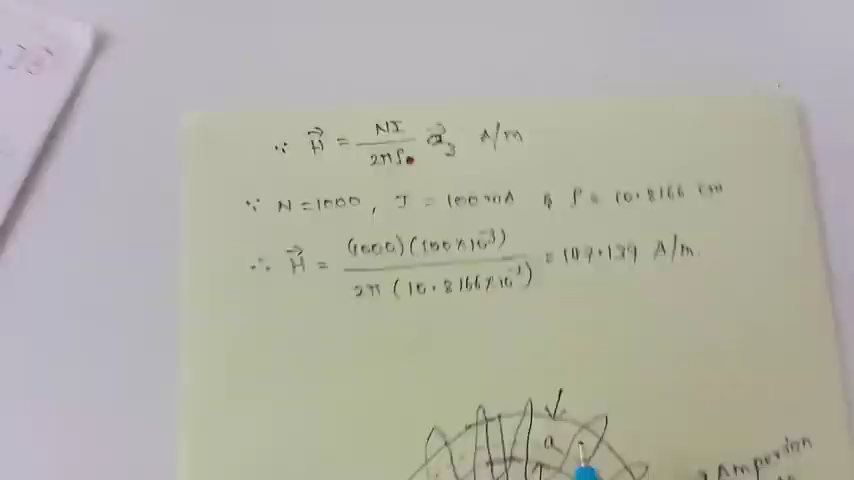 ∵ H⃗ = NI / 2πρ a⃗ A/m
∵ N = 1000, I = 100 mA & ρ = 10.8166 cm
∴ H⃗ = (1000)(100×10⁻³) / 2π(10.8166×10⁻²) = 147.139 A/m.
a
Amperian